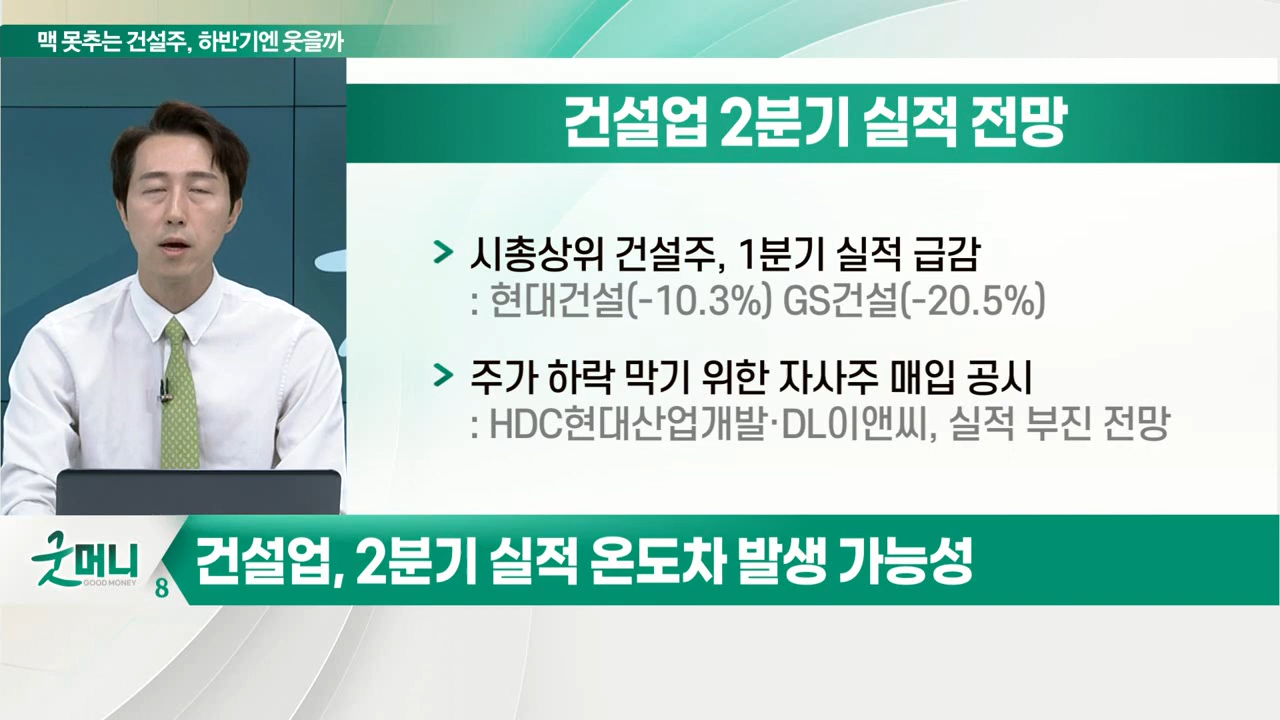 맥 못추는 건설주, 하반기엔 웃을까
건설업 2분기 실적 전망
> 시총상위 건설주, 1분기 실적 급감
: 현대건설(-10.3%) GS건설(-20.5%)
> 주가 하락 막기 위한 자사주 매입 공시
: HDC현대산업개발·DL이앤씨, 실적 부진 전망
굿머니
GOOD MONEY
8
건설업, 2분기 실적 온도차 발생 가능성